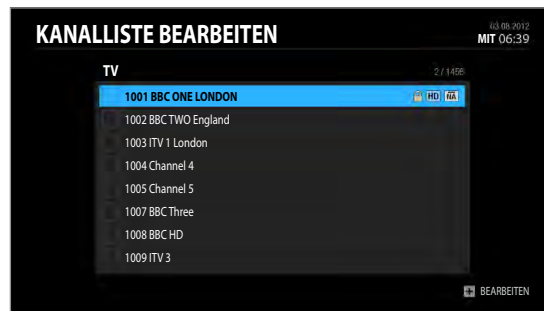 KANALLISTE BEARBEITEN
03.08.2012
MIT 06:39
TV 2/1456
1001 BBC ONE LONDON HD NA
1002 BBC TWO England
1003 ITV 1 London
1004 Channel 4
1005 Channel 5
1007 BBC Three
1008 BBC HD
1009 ITV 3
BEARBEITEN